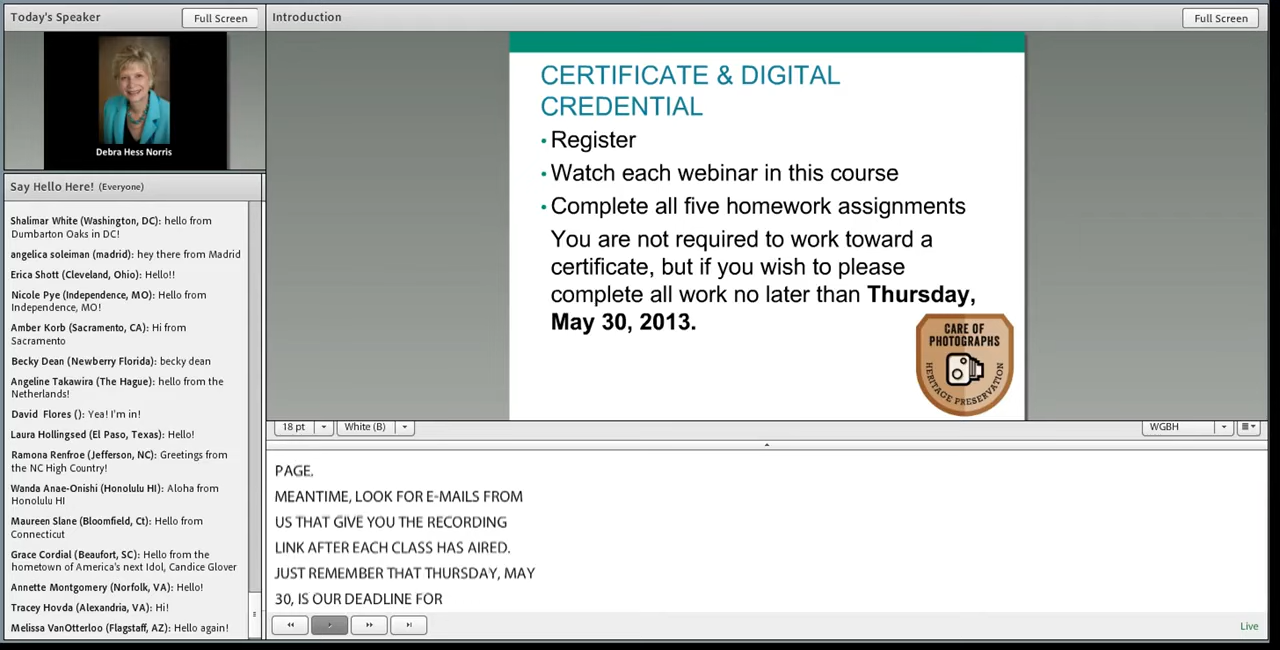 Today's Speaker
Full Screen
Debra Hess Norris
Say Hello Here! (Everyone)
Shalimar White (Washington, DC): hello from
Dumbarton Oaks in DC!
angelica soleiman (madrid): hey there from Madrid
Erica Shott (Cleveland, Ohio): Hello!!
Nicole Pye (Independence, MO): Hello from
Independence, MO!
Amber Korb (Sacramento, CA): Hi from
Sacramento
Becky Dean (Newberry Florida): becky dean
Angeline Takawira (The Hague): hello from the
Netherlands!
David Flores (): Yea! I'm in!
Laura Hollingsed (El Paso, Texas): Hello!
Ramona Renfroe (Jefferson, NC): Greetings from
the NC High Country!
Wanda Anae-Onishi (Honolulu HI): Aloha from
Honolulu HI
Maureen Slane (Bloomfield, Ct): Hello from
Connecticut
Grace Cordial (Beaufort, SC): Hello from the
hometown of America's next Idol, Candice Glover
Annette Montgomery (Norfolk, VA): Hello!
Tracey Hovda (Alexandria, VA): Hi!
Melissa VanOtterloo (Flagstaff, AZ): Hello again!
Introduction
Full Screen
CERTIFICATE & DIGITAL
CREDENTIAL
• Register
• Watch each webinar in this course
• Complete all five homework assignments
You are not required to work toward a
certificate, but if you wish to please
complete all work no later than Thursday,
May 30, 2013.
CARE OF
PHOTOGRAPHS
HERITAGE PRESERVATION
18 pt
White (B)
WGBH
PAGE.
MEANTIME, LOOK FOR E-MAILS FROM
US THAT GIVE YOU THE RECORDING
LINK AFTER EACH CLASS HAS AIRED.
JUST REMEMBER THAT THURSDAY, MAY
30, IS OUR DEADLINE FOR
Live